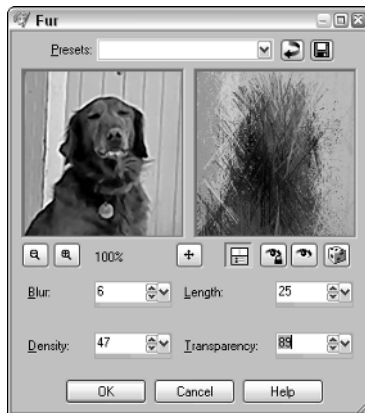 Fur
Presets:
100%
Blur: 6 Length: 25
Density: 47 Transparency: 89
OK Cancel Help